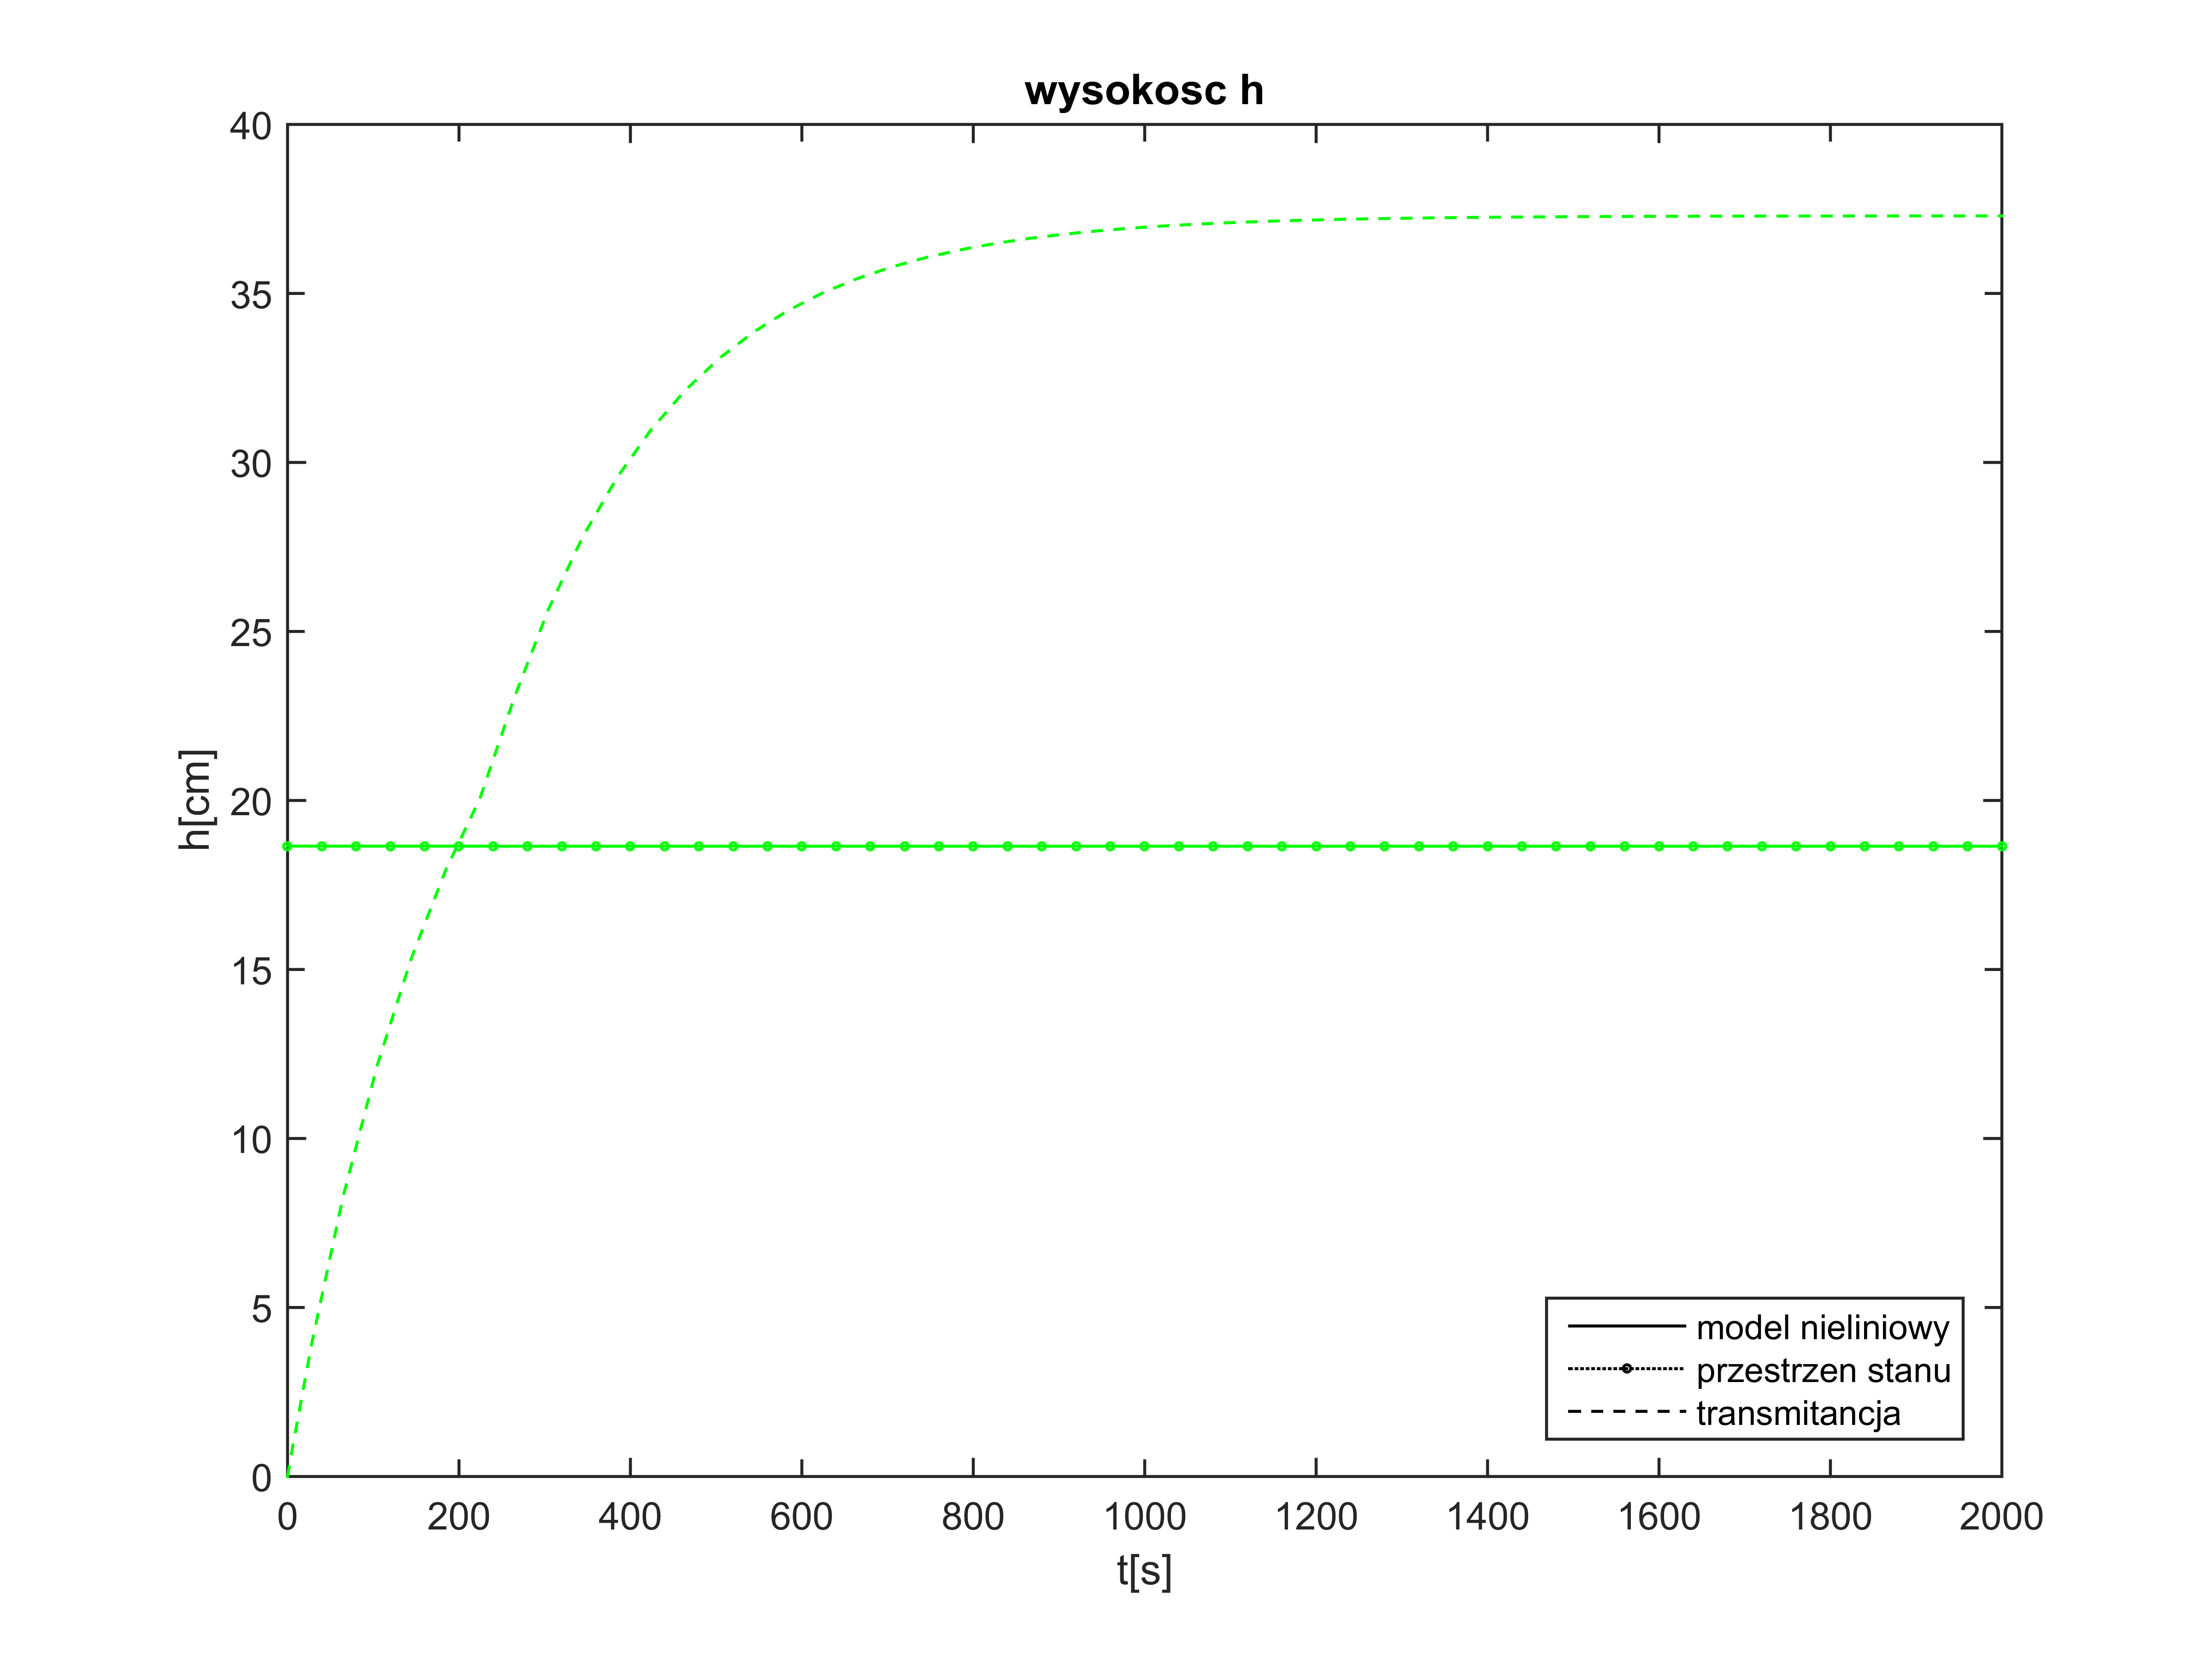 wysokosc h
40
35
30
25
20
15
10
5
0
h[cm]
model nieliniowy
przestrzen stanu
transmitancja
0 200 400 600 800 1000 1200 1400 1600 1800 2000
t[s]